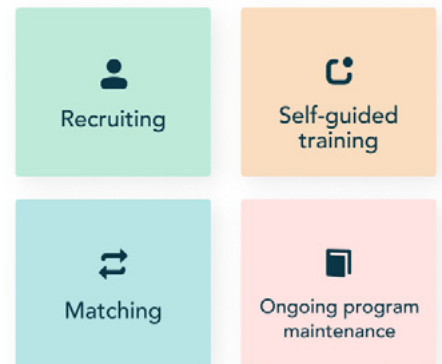 Recruiting
Self-guided
training
Matching
Ongoing program
maintenance